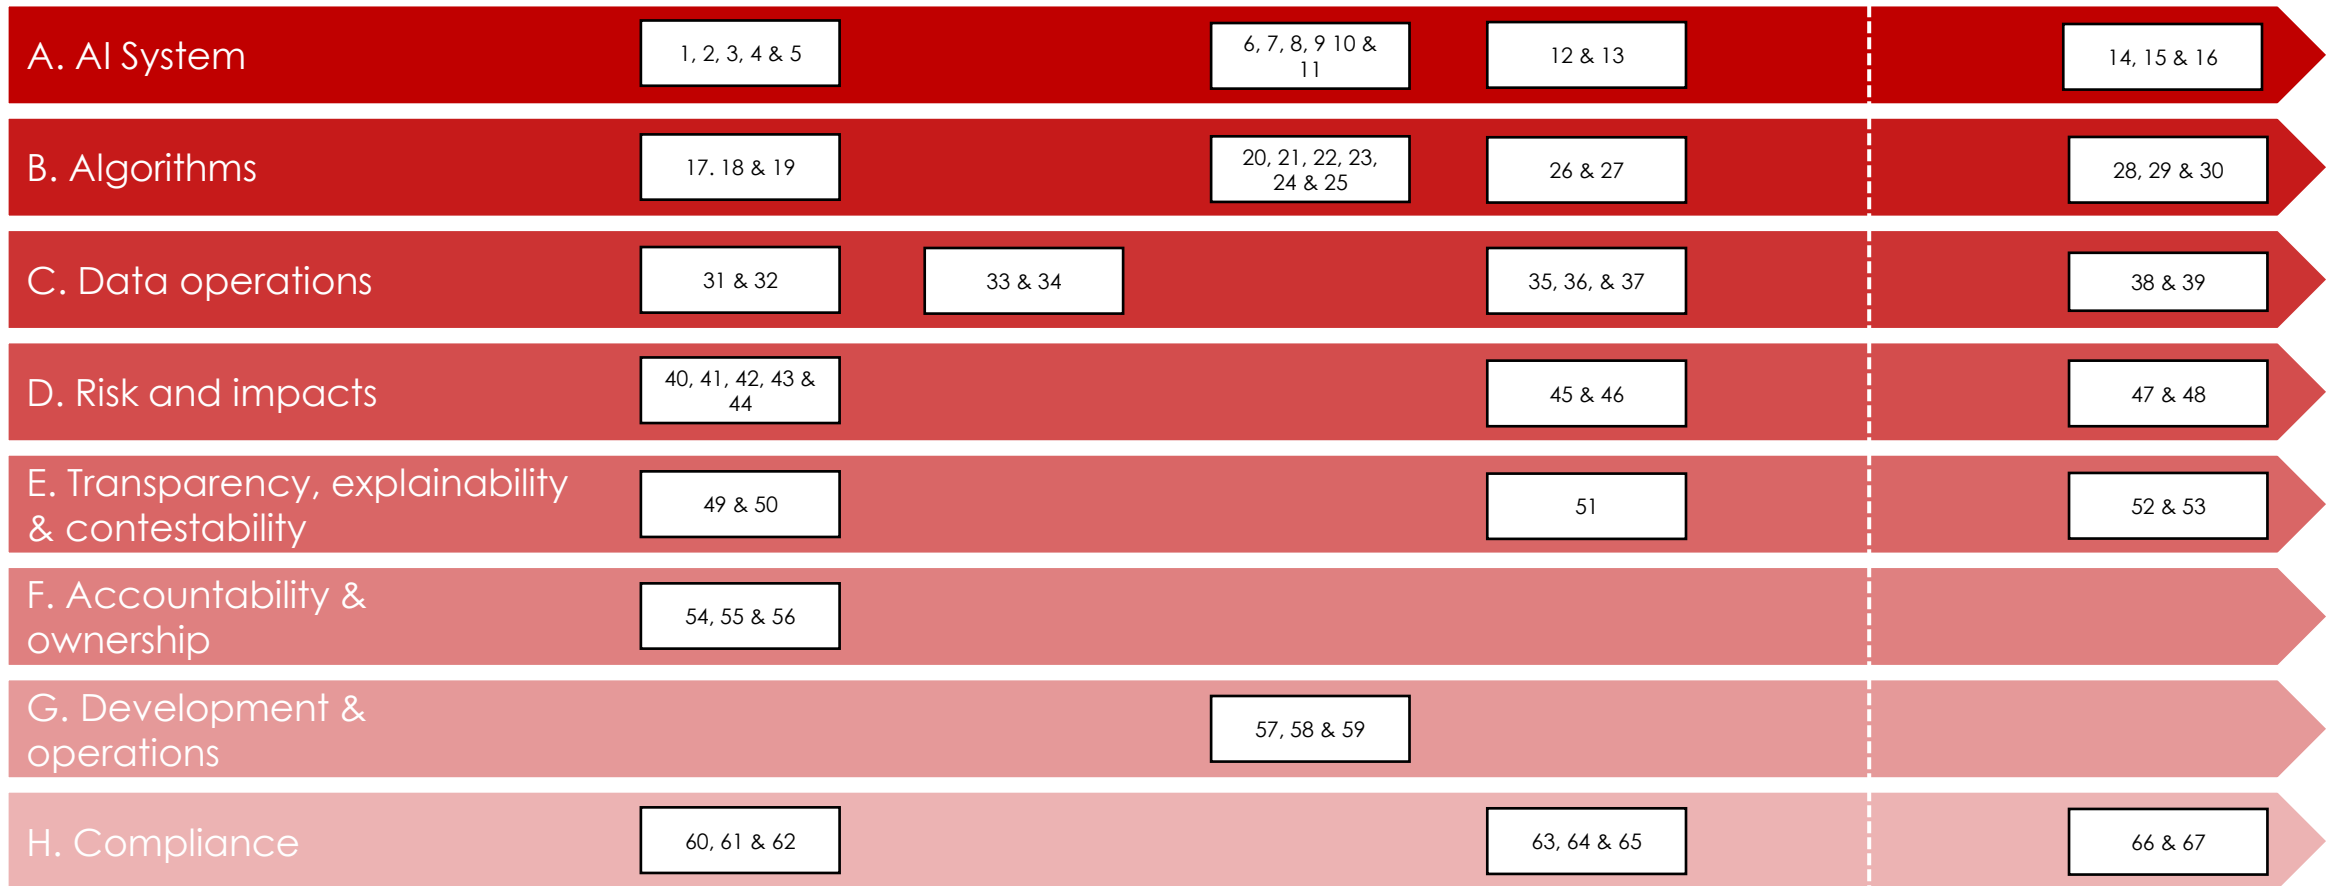 A. AI System
1, 2, 3, 4 & 5
6, 7, 8, 9 10 &
11
12 & 13
14, 15 & 16
B. Algorithms
17. 18 & 19
20, 21, 22, 23,
24 & 25
26 & 27
28, 29 & 30
C. Data operations
31 & 32
33 & 34
35, 36, & 37
38 & 39
D. Risk and impacts
40, 41, 42, 43 &
44
45 & 46
47 & 48
E. Transparency, explainability
& contestability
49 & 50
51
52 & 53
F. Accountability &
ownership
54, 55 & 56
G. Development &
operations
57, 58 & 59
H. Compliance
60, 61 & 62
63, 64 & 65
66 & 67